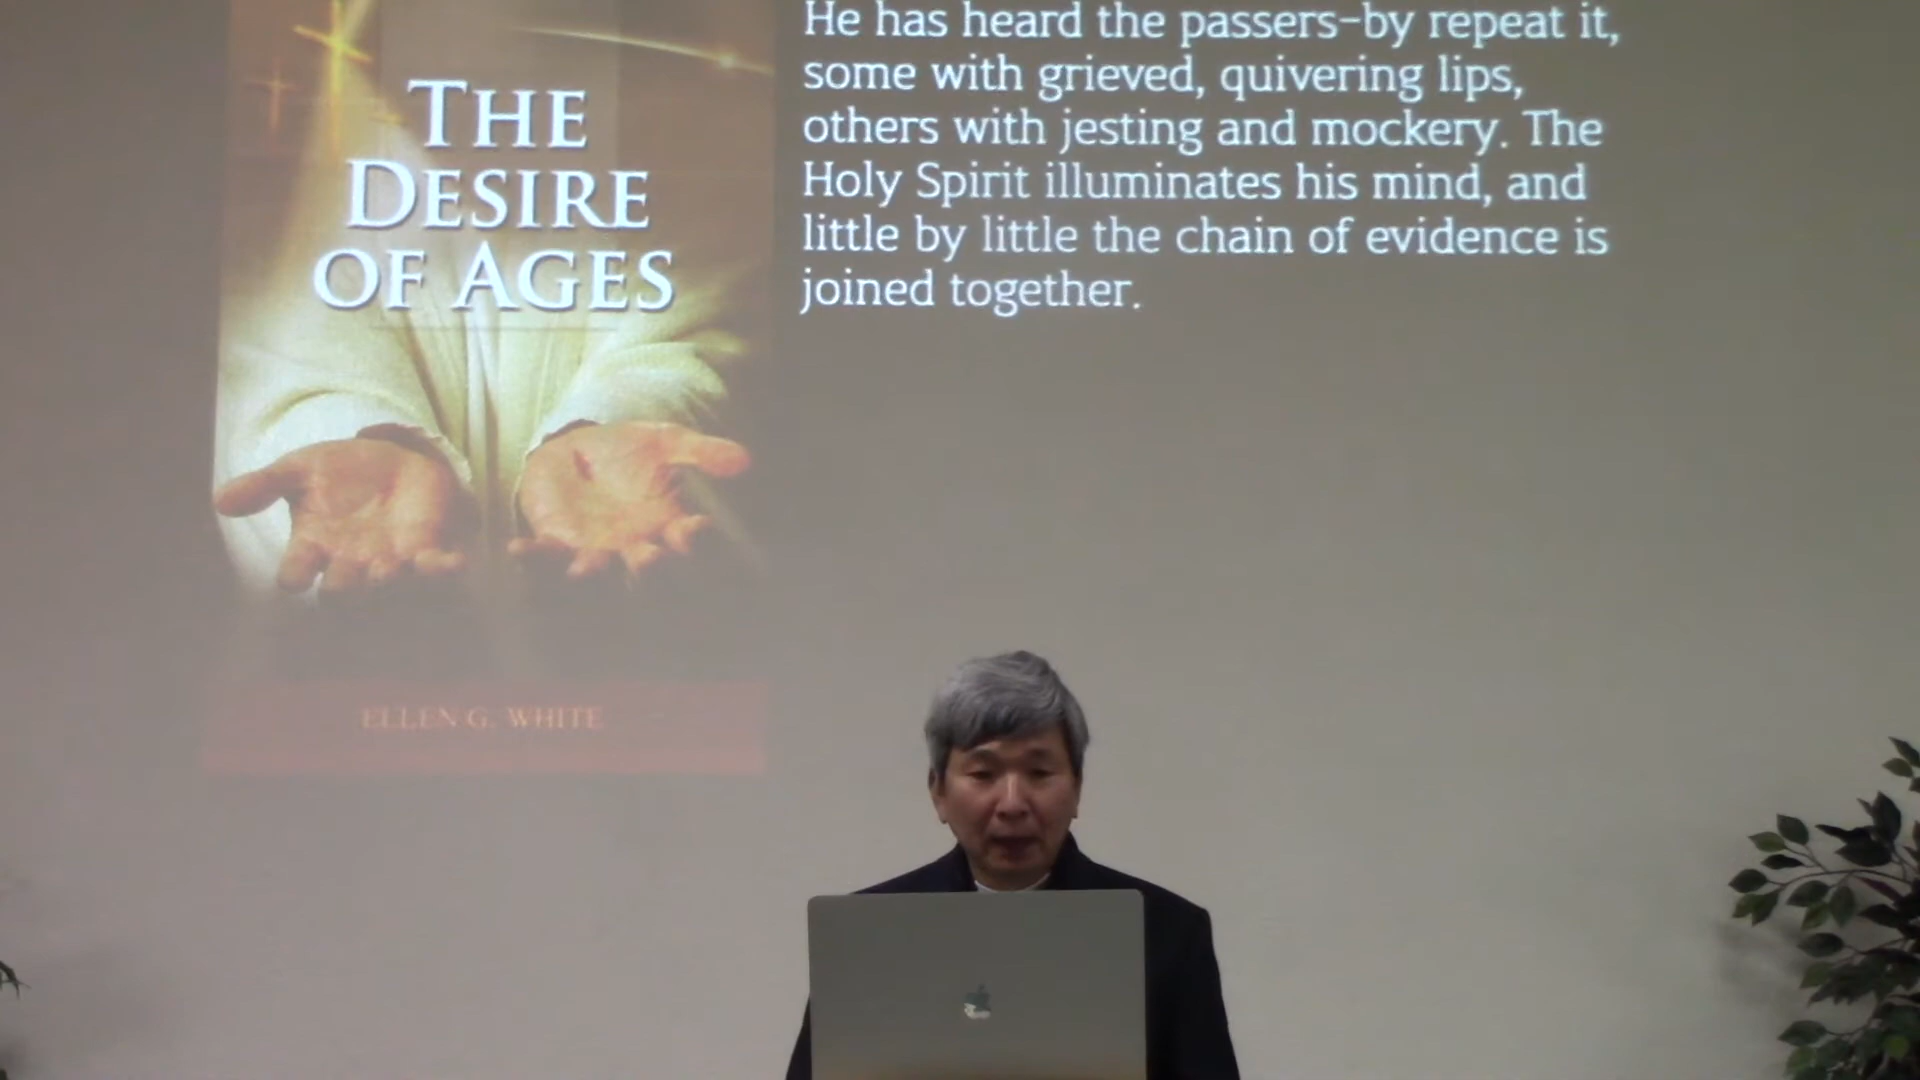 THE
DESIRE
OF AGES
ELLEN G. WHITE
He has heard the passers-by repeat it,
some with grieved, quivering lips,
others with jesting and mockery. The
Holy Spirit illuminates his mind, and
little by little the chain of evidence is
joined together.